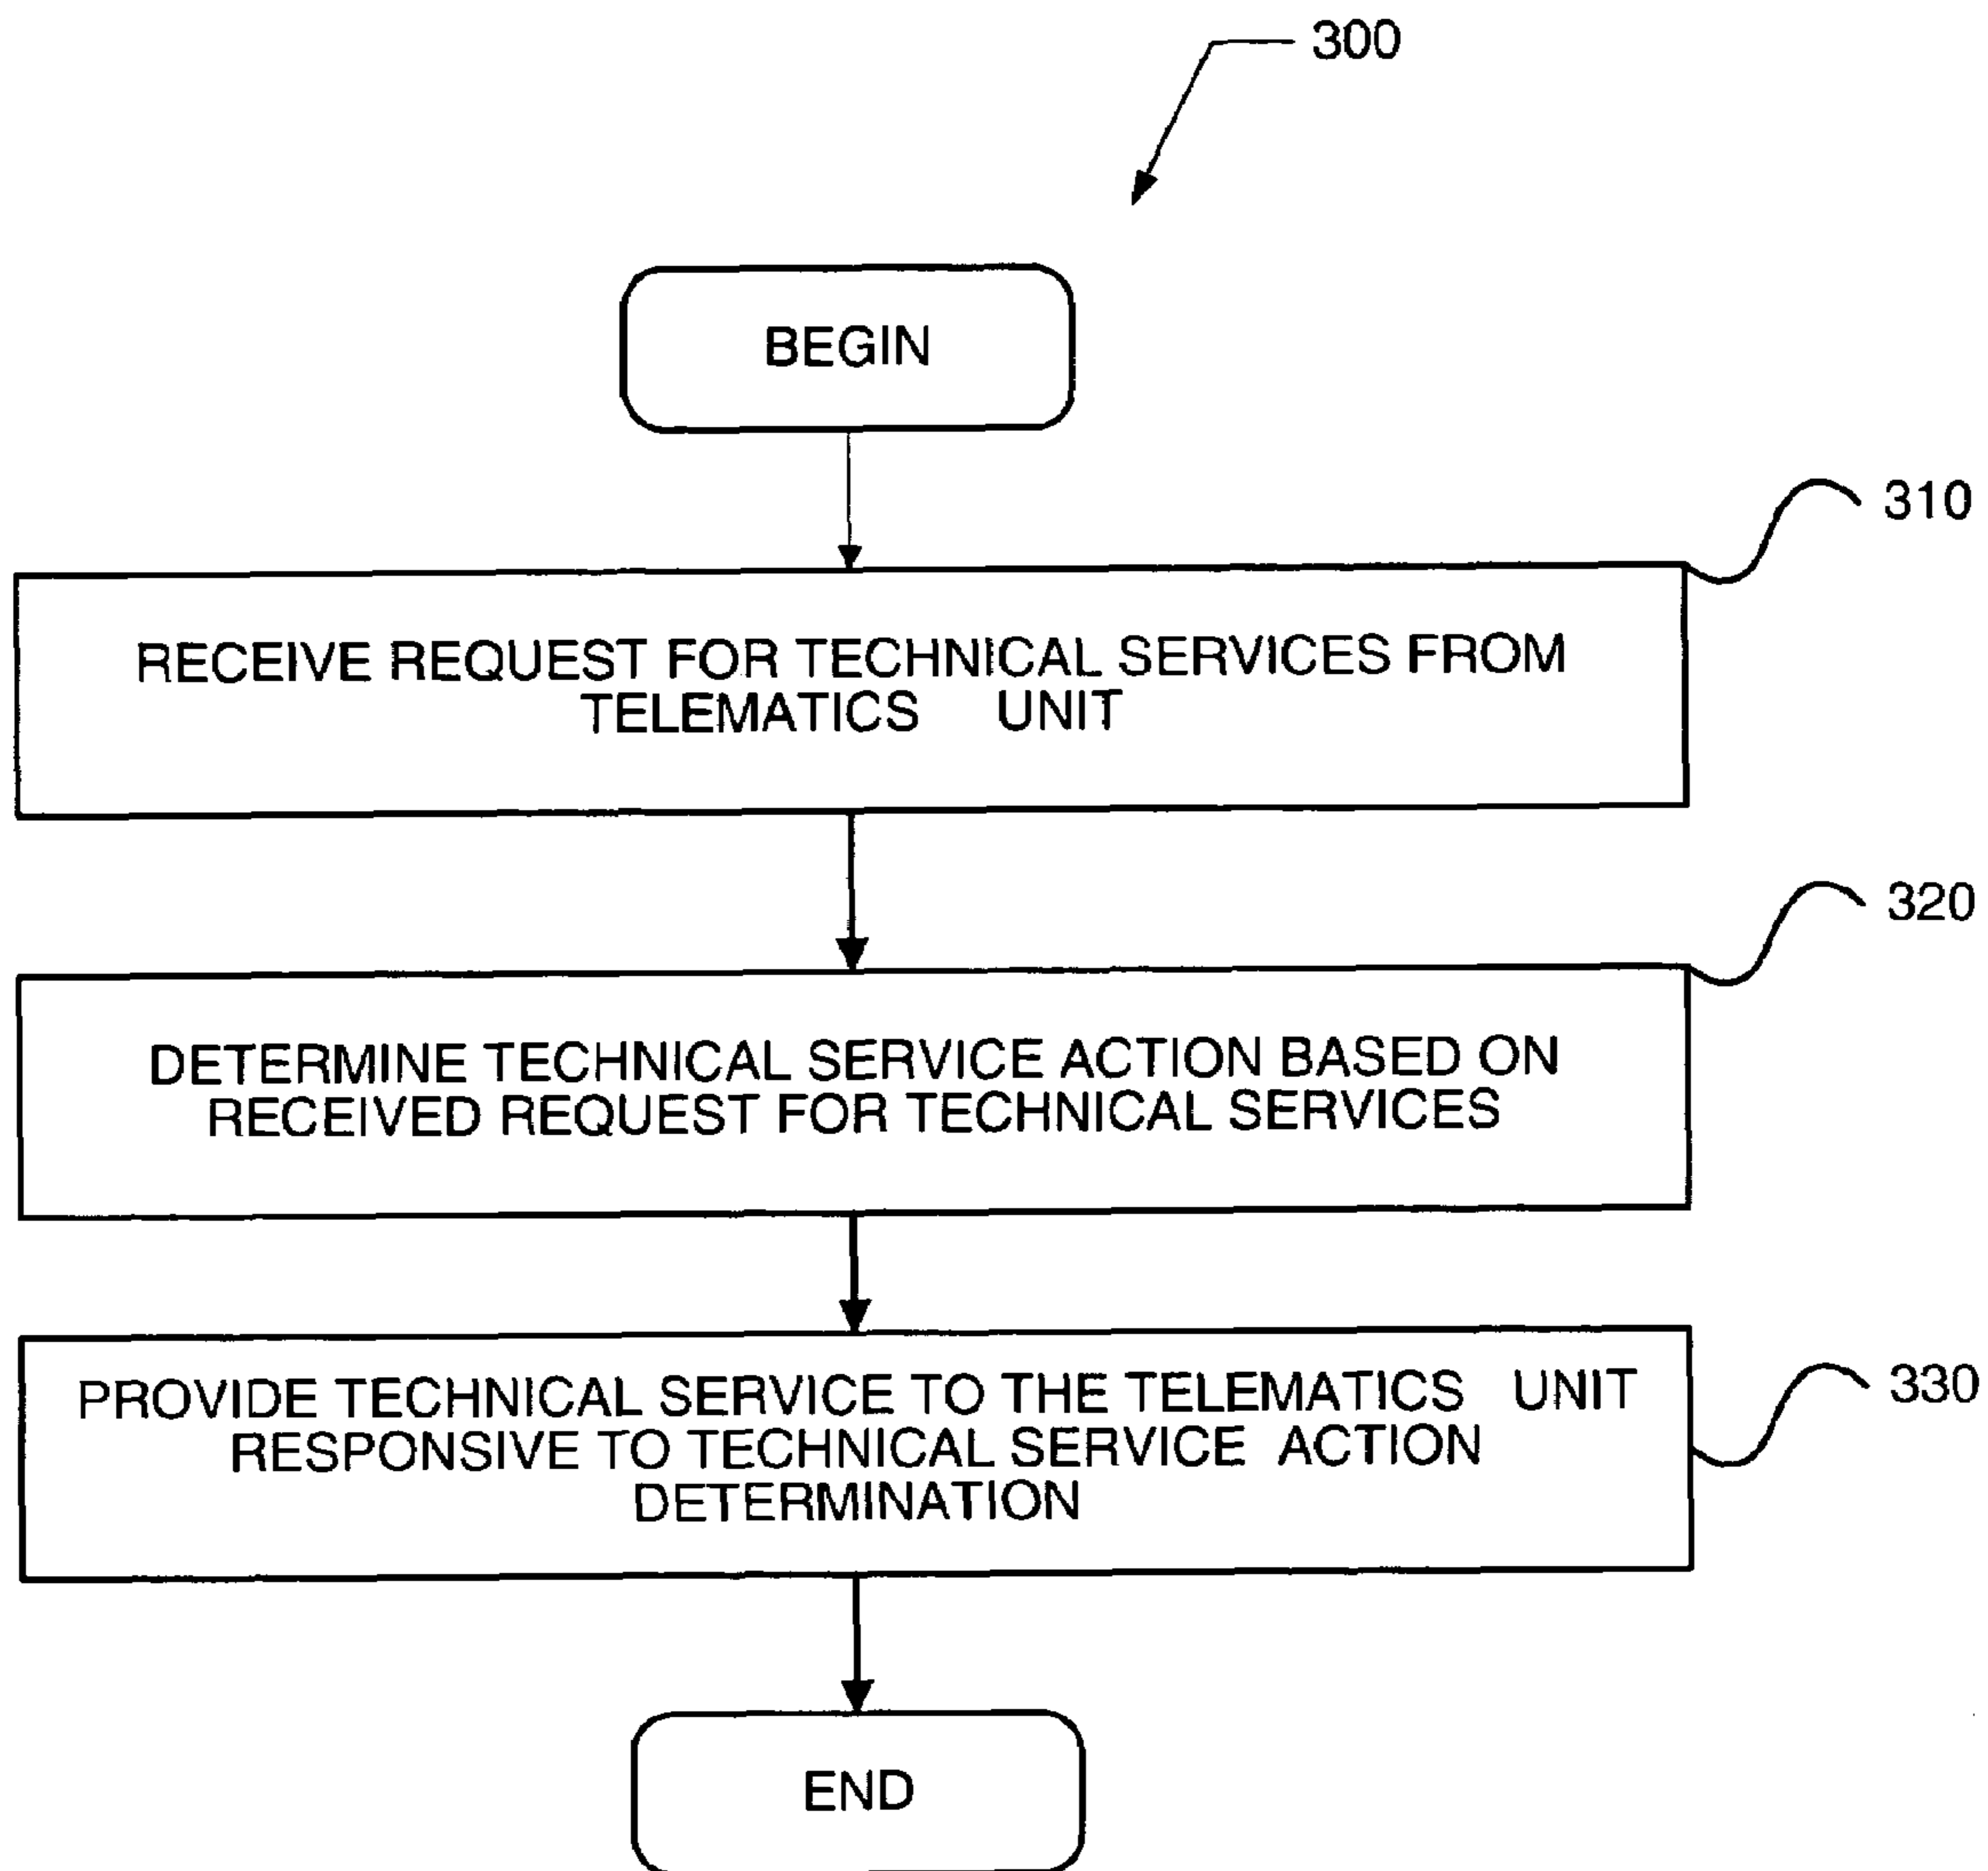 300
BEGIN
310
RECEIVE REQUEST FOR TECHNICAL SERVICES FROM
TELEMATICS UNIT
320
DETERMINE TECHNICAL SERVICE ACTION BASED ON
RECEIVED REQUEST FOR TECHNICAL SERVICES
330
PROVIDE TECHNICAL SERVICE TO THE TELEMATICS UNIT
RESPONSIVE TO TECHNICAL SERVICE ACTION
DETERMINATION
END